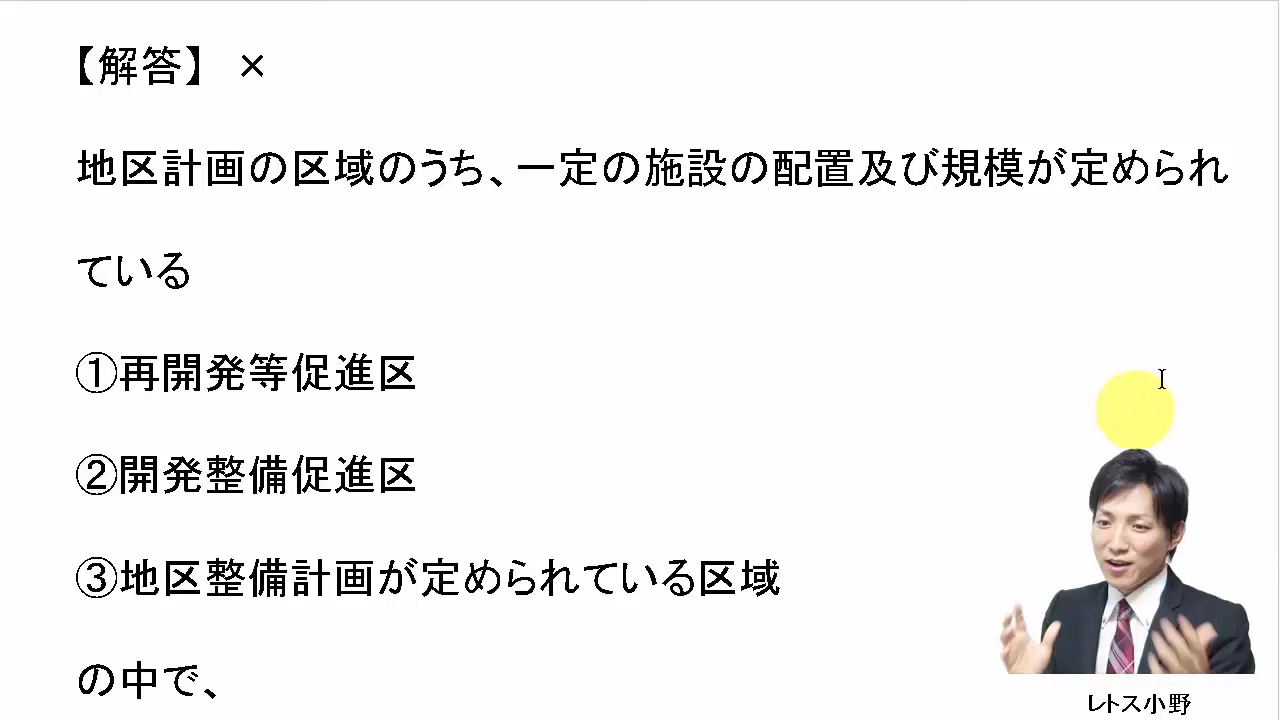 【解答】 ×
地区計画の区域のうち、一定の施設の配置及び規模が定められ
ている
①再開発等促進区
②開発整備促進区
③地区整備計画が定められている区域
の中で、
レトス小野